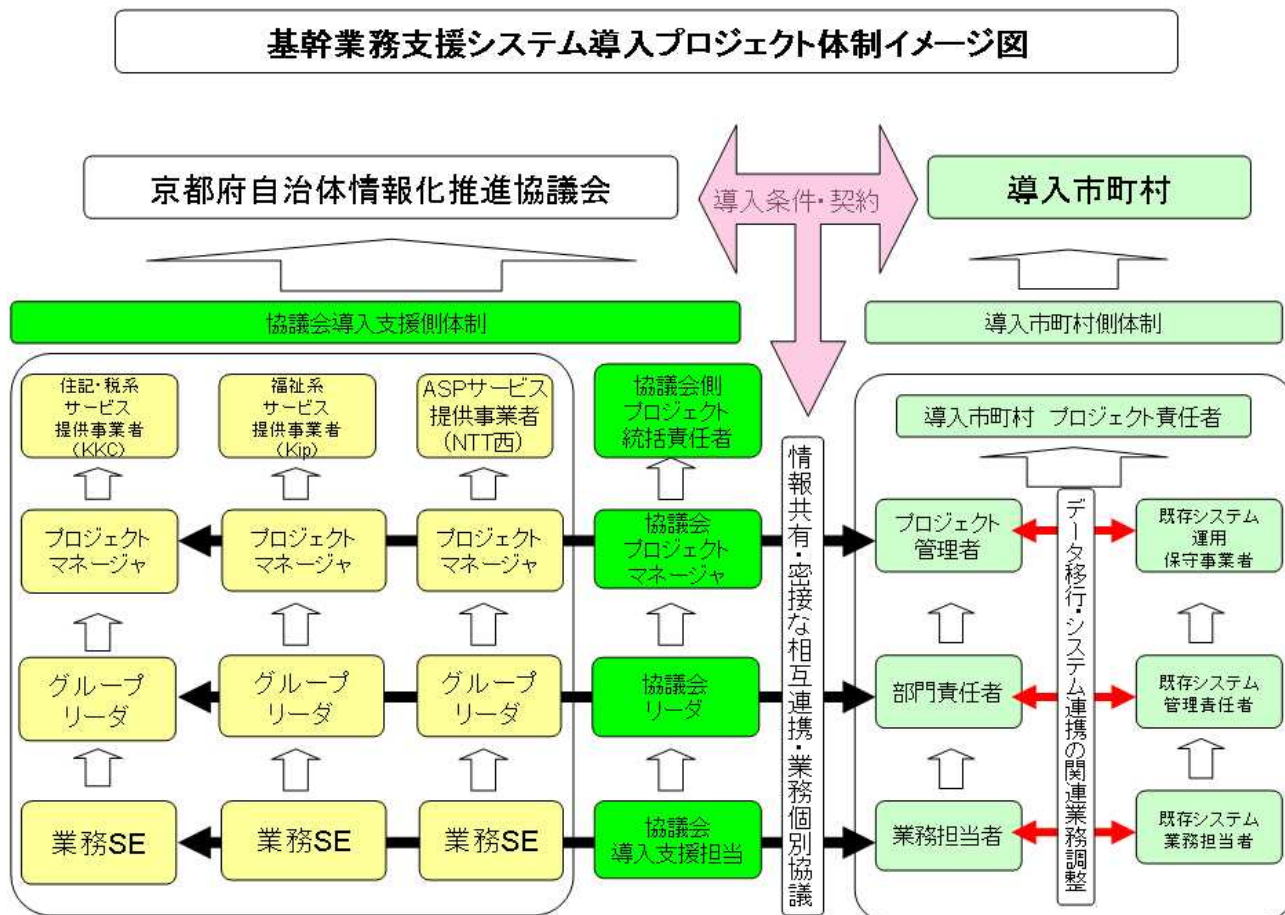 基幹業務支援システム導入プロジェクト体制イメージ図
京都府自治体情報化推進協議会
導入条件・契約
導入市町村
協議会導入支援側体制
導入市町村側体制
住記・税系
サービス
提供事業者
(KKC)
福祉系
サービス
提供事業者
(Kip)
ASPサービス
提供事業者
(NTT西)
協議会側
プロジェクト
統括責任者
導入市町村 プロジェクト責任者
プロジェクト
マネージャ
プロジェクト
マネージャ
プロジェクト
マネージャ
協議会
プロジェクト
マネージャ
情報共有・密接な相互連携・業務個別協議
プロジェクト
管理者
データ移行・システム連携の関連業務調整
既存システム
運用
保守事業者
グループ
リーダ
グループ
リーダ
グループ
リーダ
協議会
リーダ
部門責任者
既存システム
管理責任者
業務SE
業務SE
業務SE
協議会
導入支援担当
業務担当者
既存システム
業務担当者